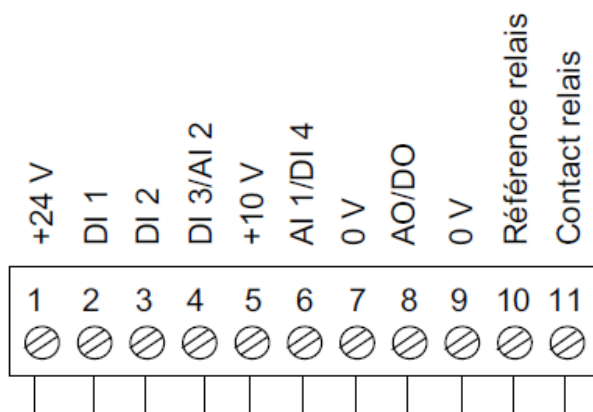 +24 V
DI 1
DI 2
DI 3/AI 2
+10 V
AI 1/DI 4
0 V
AO/DO
0 V
Référence relais
Contact relais
1 2 3 4 5 6 7 8 9 10 11